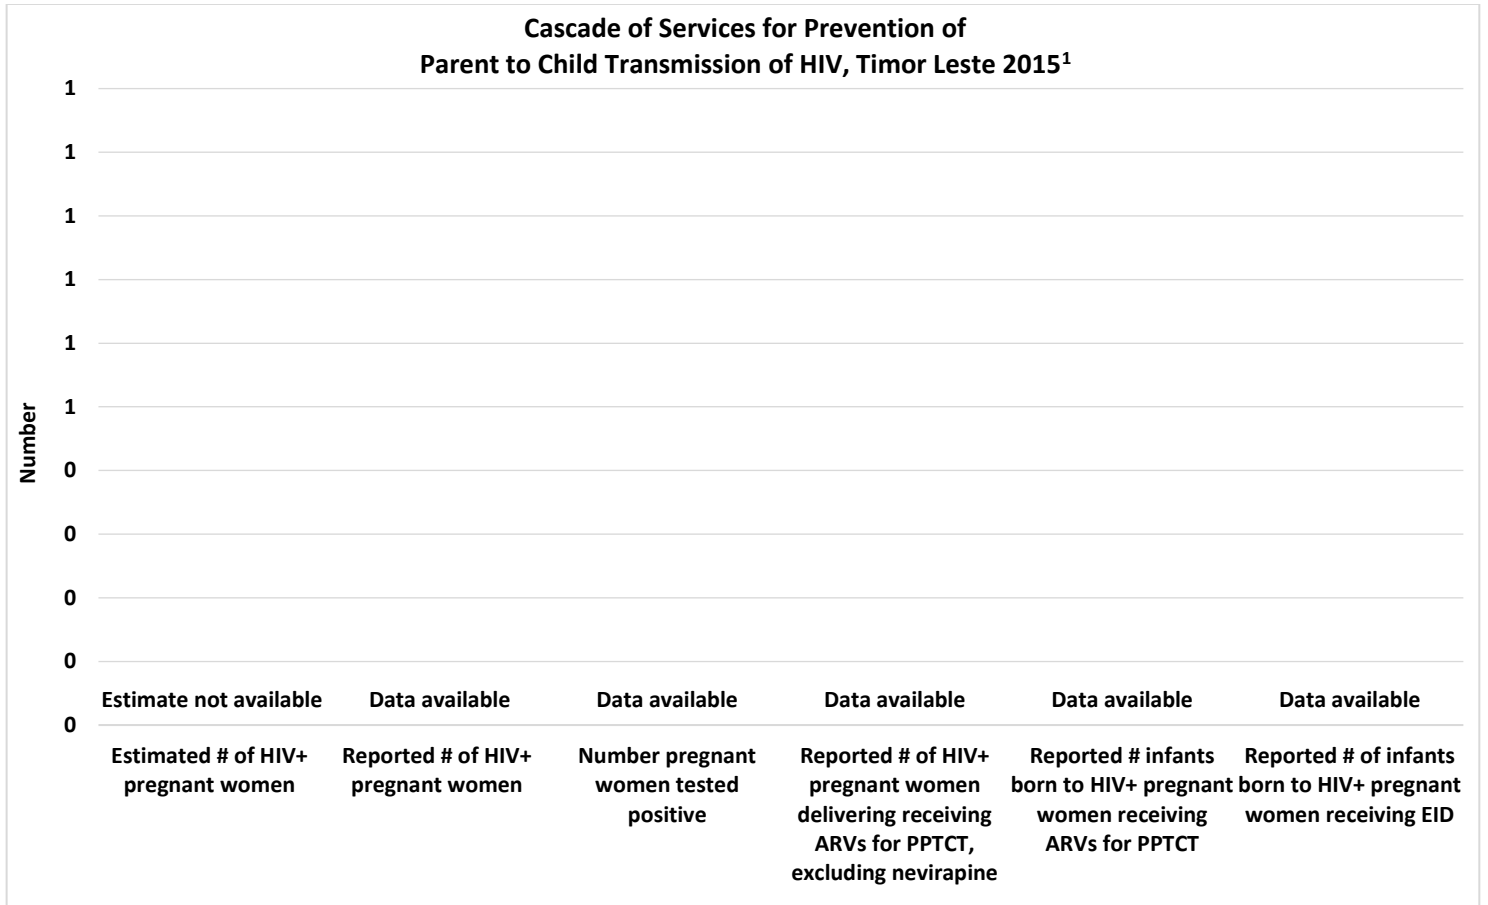 Cascade of Services for Prevention of
Parent to Child Transmission of HIV, Timor Leste 2015¹
1
1
1
1
1
1
0
0
0
0
0
Number
Estimate not available Data available Data available Data available Data available Data available
Estimated # of HIV+
pregnant women
Reported # of HIV+
pregnant women
Number pregnant
women tested
positive
Reported # of HIV+
pregnant women
delivering receiving
ARVs for PPTCT,
excluding nevirapine
Reported # infants
born to HIV+ pregnant
women receiving
ARVs for PPTCT
Reported # of infants
born to HIV+ pregnant
women receiving EID